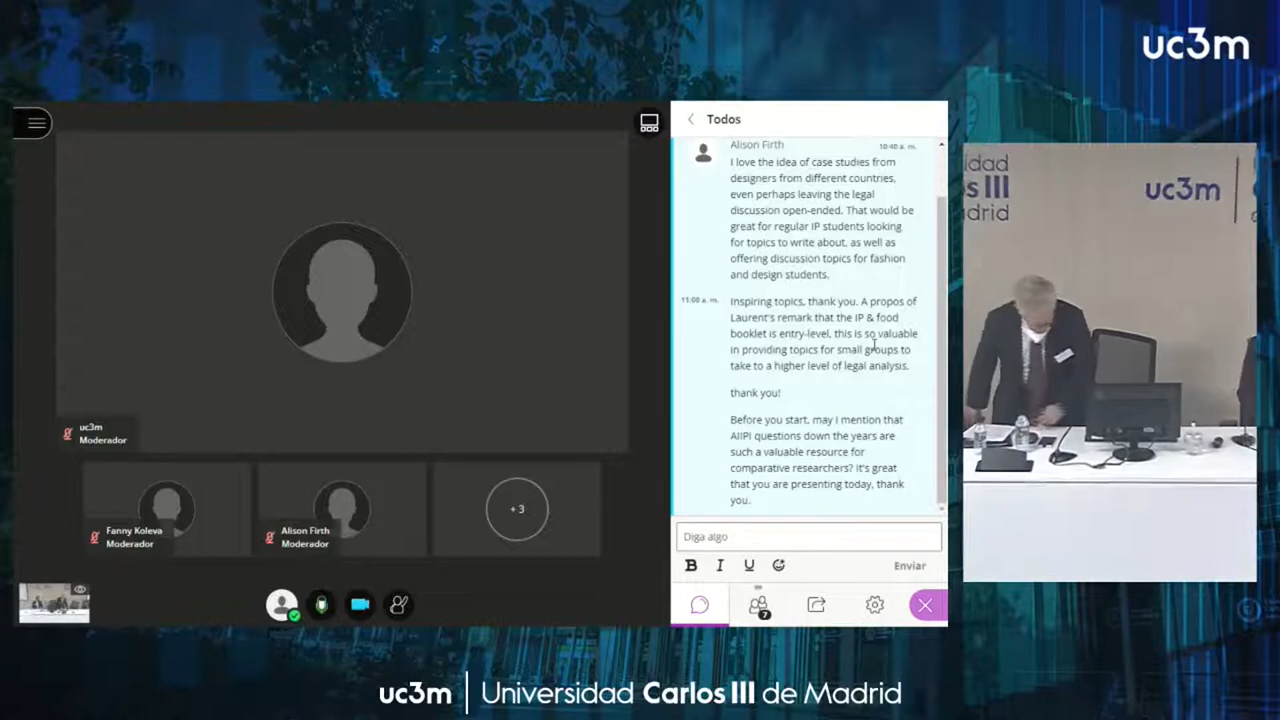 uc3m
Todos
Alison Firth
10:40 a. m.
I love the idea of case studies from
designers from different countries,
even perhaps leaving the legal
discussion open-ended. That would be
great for regular IP students looking
for topics to write about, as well as
offering discussion topics for fashion
and design students.
11:00 a. m.
Inspiring topics, thank you. A propos of
Laurent's remark that the IP & food
booklet is entry-level, this is so valuable
in providing topics for small groups to
take to a higher level of legal analysis.
thank you!
Before you start, may I mention that
AIIPI questions down the years are
such a valuable resource for
comparative researchers? it's great
that you are presenting today, thank
you.
Diga algo
B I U
Enviar
7
uc3m
Moderador
Fanny Koleva
Moderador
Alison Firth
Moderador
+ 3
idad
s III
adrid
uc3m
uc3m | Universidad Carlos III de Madrid